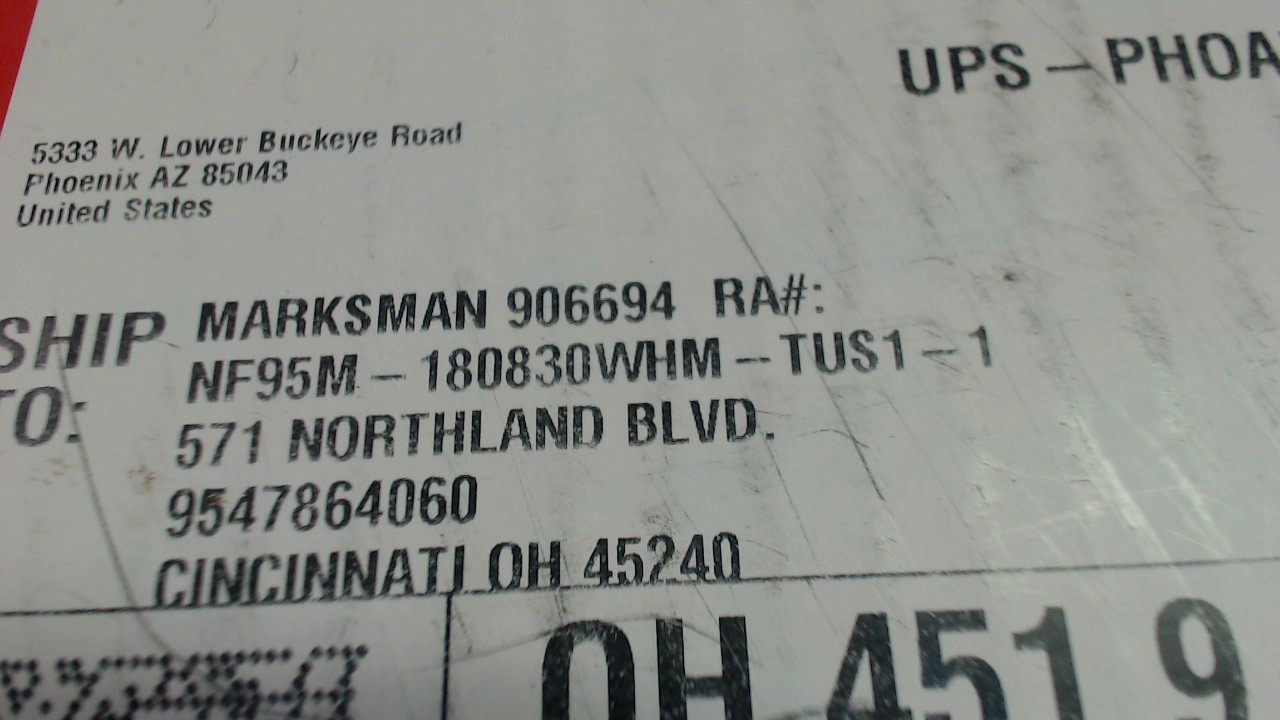 UPS - PHOA
5333 W. Lower Buckeye Road
Phoenix AZ 85043
United States
SHIP TO:
MARKSMAN 906694 RA#:
NF95M - 180830WHM - TUS1 - 1
571 NORTHLAND BLVD.
9547864060
CINCINNATI OH 45240
OH 451 9